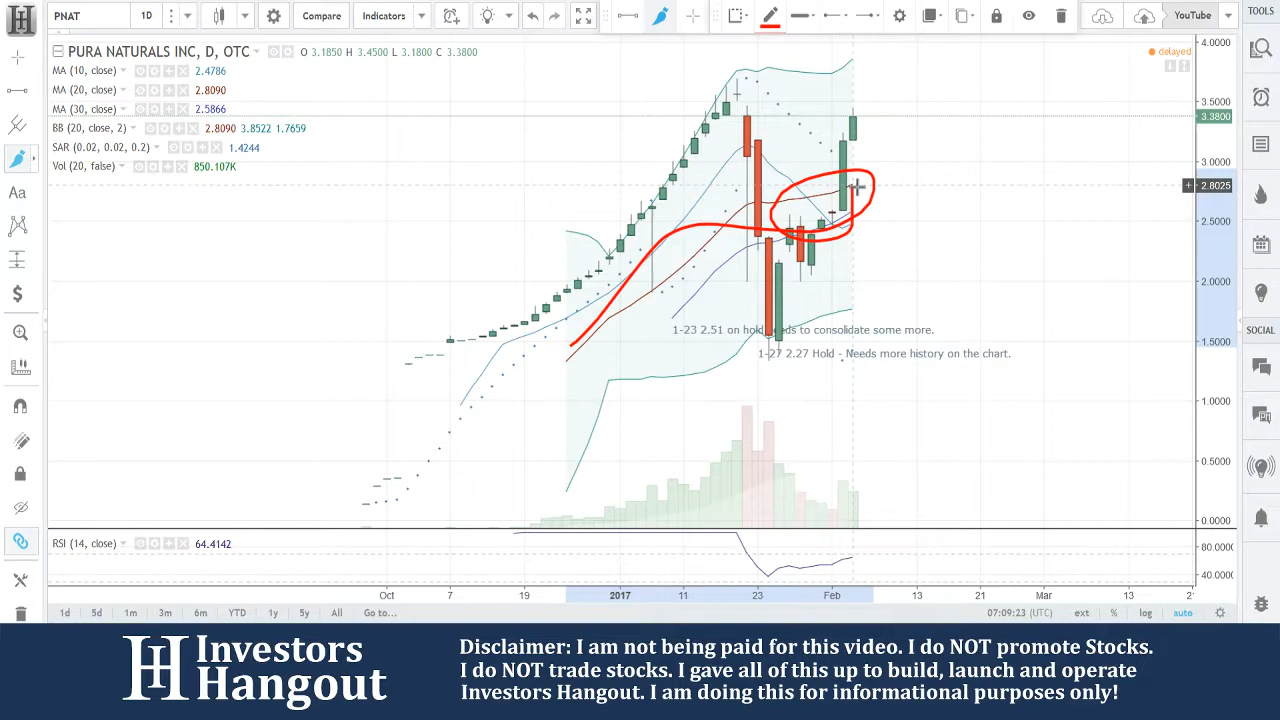 PNAT 1D Compare Indicators YouTube TOOLS
PURA NATURALS INC, D, OTC O 3.1850 H 3.4500 L 3.1800 C 3.3800
delayed
MA (10, close) 2.4786
MA (20, close) 2.8090
MA (30, close) 2.5866
BB (20, close, 2) 2.8090 3.8522 1.7659
SAR (0.02, 0.02, 0.2) 1.4244
Vol (20, false) 850.107K
4.0000
3.5000
3.3800
3.0000
2.8025
2.5000
2.0000
1.5000
1.0000
0.5000
0.0000
1-23 2.51 on hold needs to consolidate some more.
1-27 2.27 Hold - Needs more history on the chart.
SOCIAL
RSI (14, close) 64.4142
80.0000
40.0000
Oct 7 19 2017 11 23 Feb 13 21 Mar 13
1d 5d 1m 3m 6m YTD 1y 5y All Go to... 07:09:23 (UTC) ext % log auto
Investors
Hangout
Disclaimer: I am not being paid for this video. I do NOT promote Stocks.
I do NOT trade stocks. I gave all of this up to build, launch and operate
Investors Hangout. I am doing this for informational purposes only!